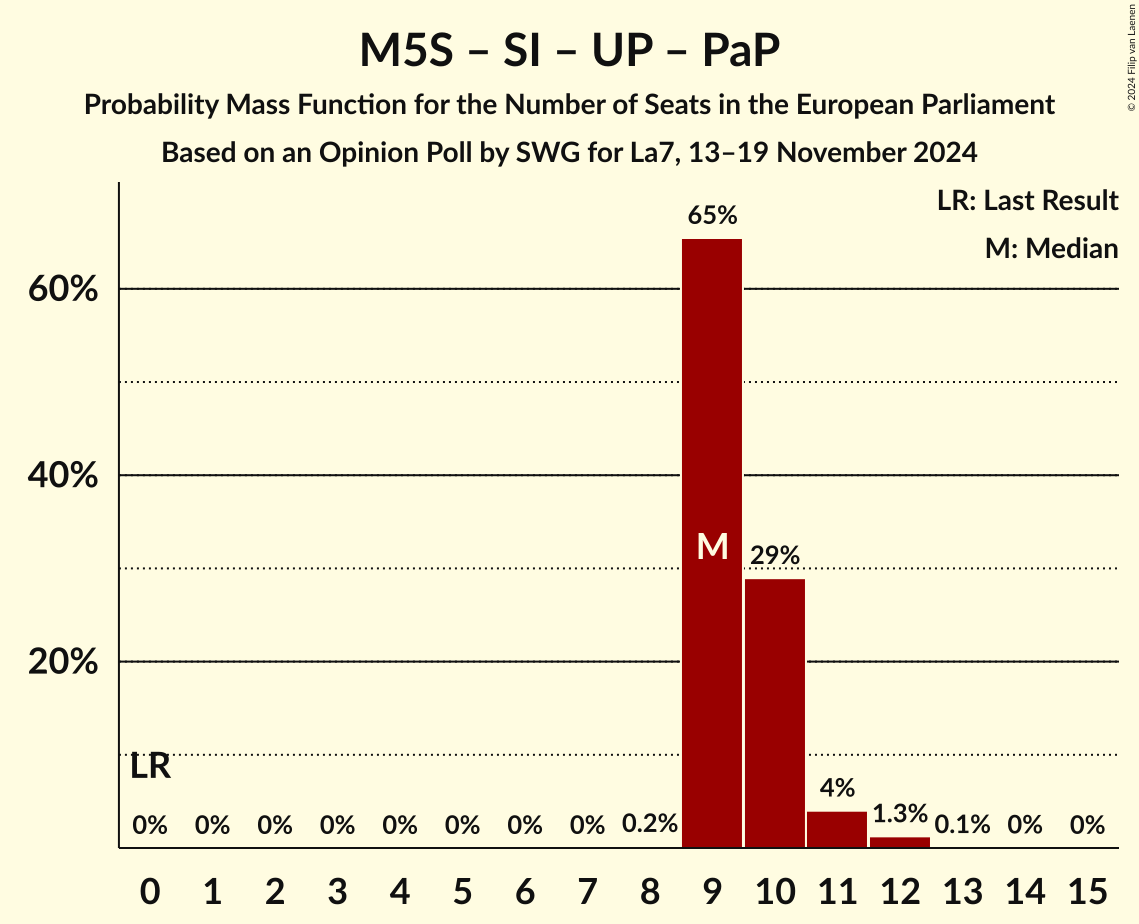 M5S – SI – UP – PaP
Probability Mass Function for the Number of Seats in the European Parliament
Based on an Opinion Poll by SWG for La7, 13–19 November 2024
© 2024 Filip van Laenen
LR: Last Result
M: Median
65%
60%
40%
M
29%
20%
LR
4%
0% 0% 0% 0% 0% 0% 0% 0% 0.2% 1.3% 0.1% 0% 0%
0 1 2 3 4 5 6 7 8 9 10 11 12 13 14 15